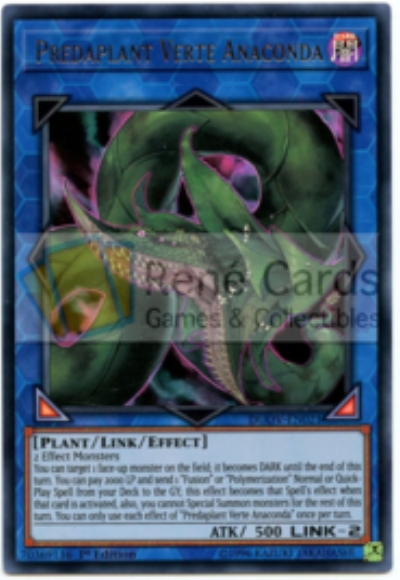 PREDAPLANT VERTE ANACONDA
René Cards
Games & Collectibles
[PLANT/LINK/EFFECT]
2 Effect Monsters
You can target 1 face-up monster on the field; it becomes DARK until the end of this
turn. You can pay 2000 LP and send 1 "Fusion" or "Polymerization" Normal or Quick-
Play Spell from your Deck to the GY; this effect becomes that Spell's effect when
that card is activated, also, you cannot Special Summon monsters for the rest of this
turn. You can only use each effect of "Predaplant Verte Anaconda" once per turn.
ATK/ 500 LINK-2
1st Edition
©1996 KAZUKI TAKAHASHI